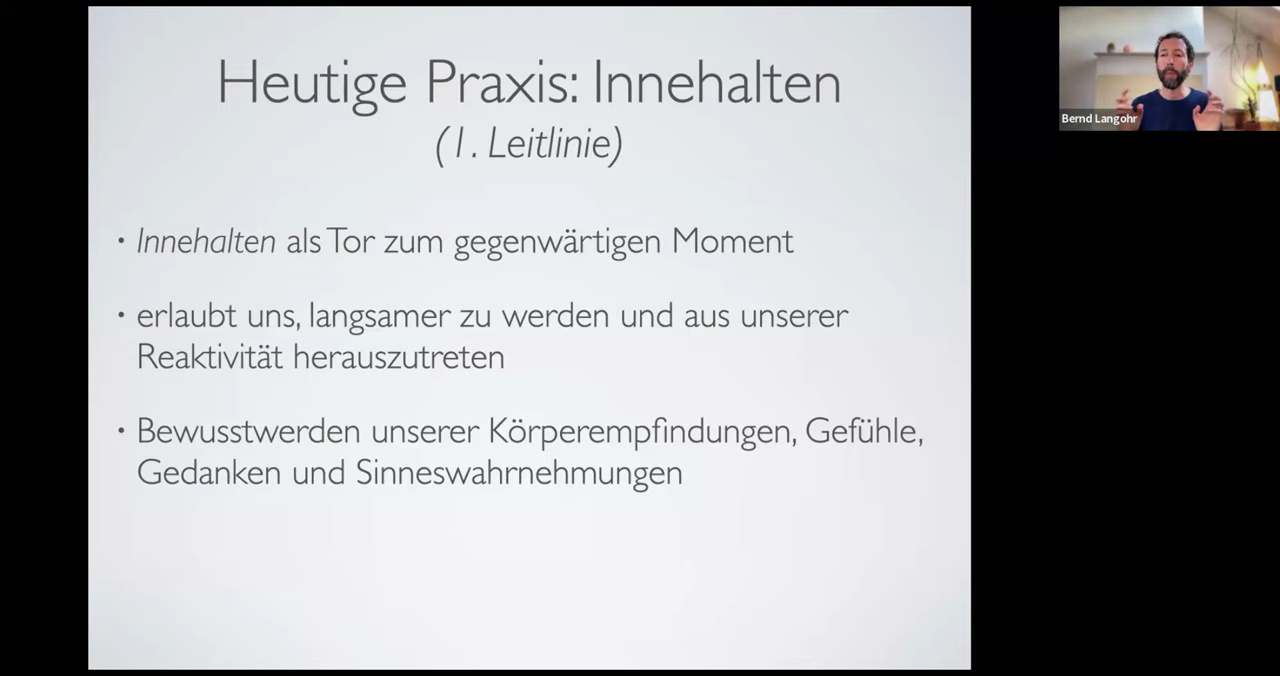 Heutige Praxis: Innehalten
(1. Leitlinie)
• Innehalten als Tor zum gegenwärtigen Moment
• erlaubt uns, langsamer zu werden und aus unserer
Reaktivität herauszutreten
• Bewusstwerden unserer Körperempfindungen, Gefühle,
Gedanken und Sinneswahrnehmungen
Bernd Langohr